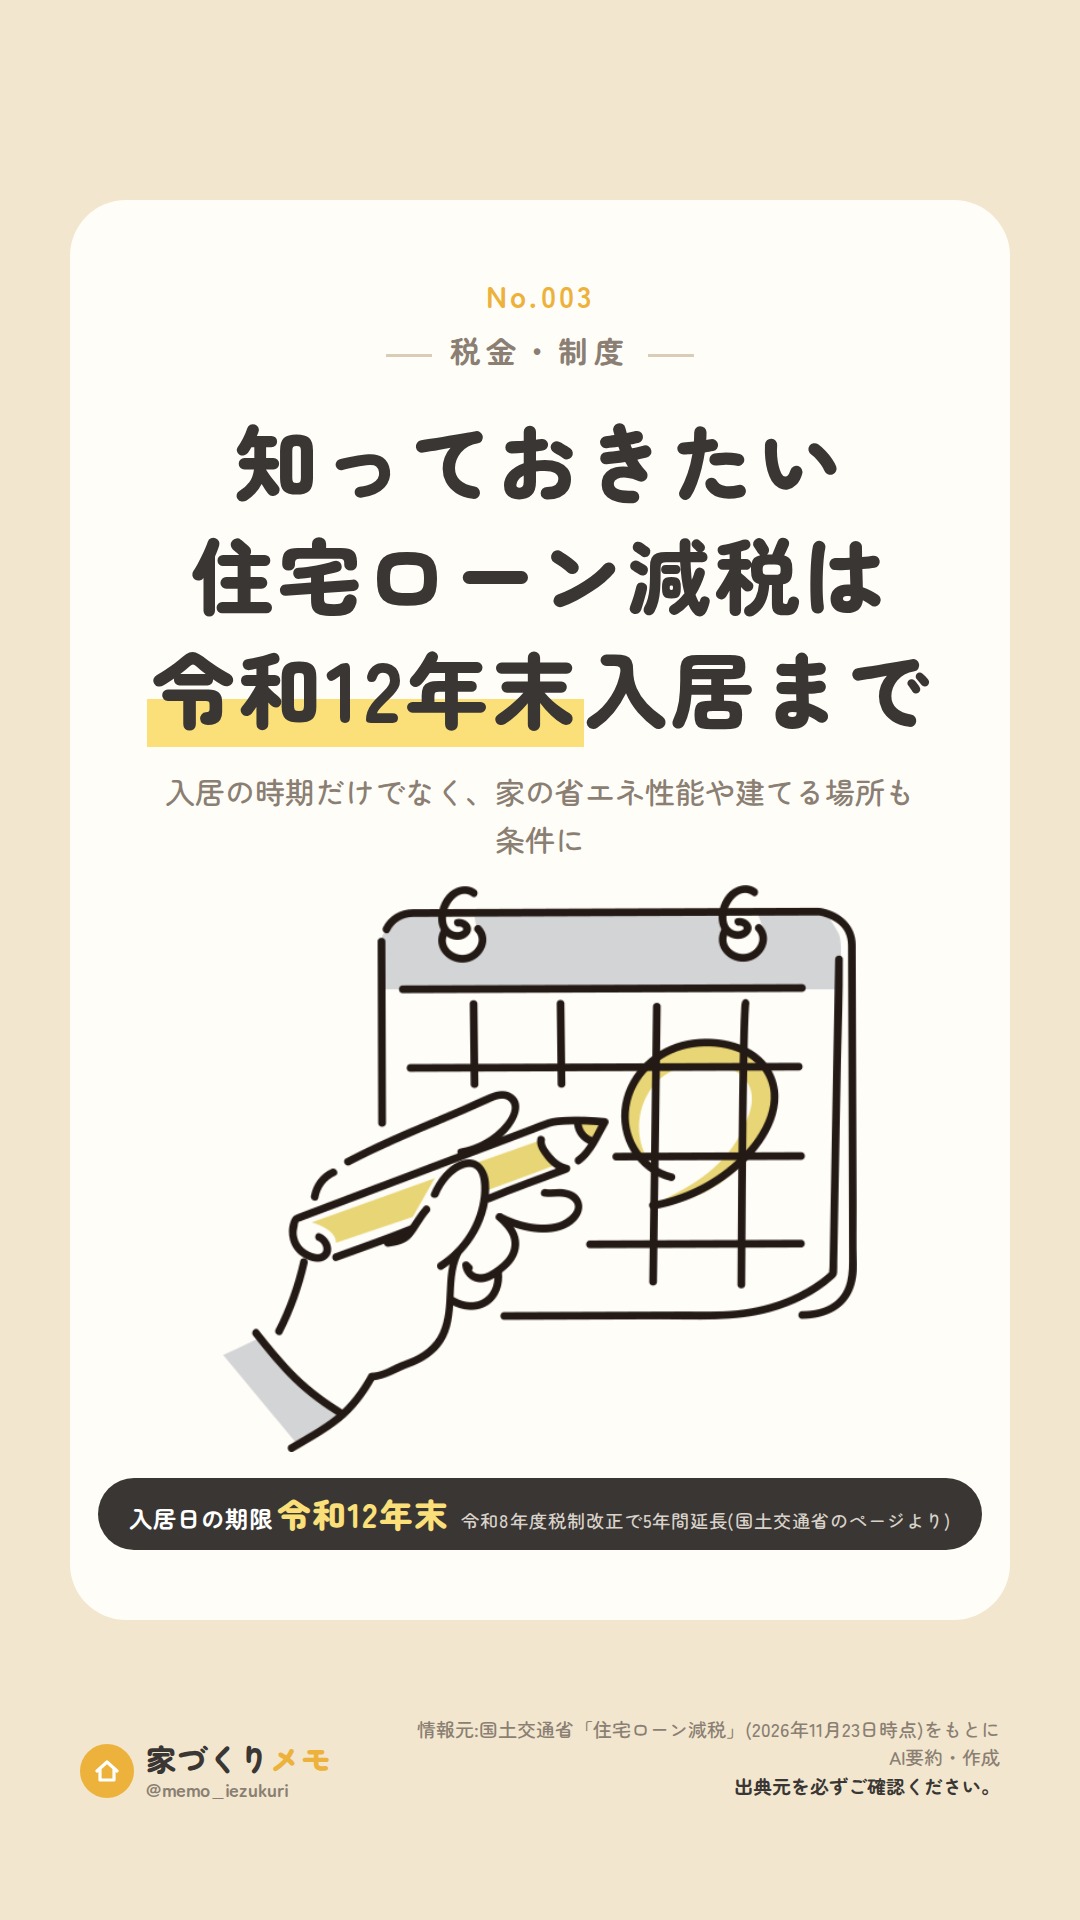 No.003
税金・制度
知っておきたい
住宅ローン減税は
令和12年末入居まで
入居の時期だけでなく、家の省エネ性能や建てる場所も
条件に
入居日の期限 令和12年末 令和8年度税制改正で5年間延長(国土交通省のページより)
情報元:国土交通省「住宅ローン減税」(2026年11月23日時点)をもとに
AI要約・作成
出典元を必ずご確認ください。
家づくりメモ
@memo_iezukuri